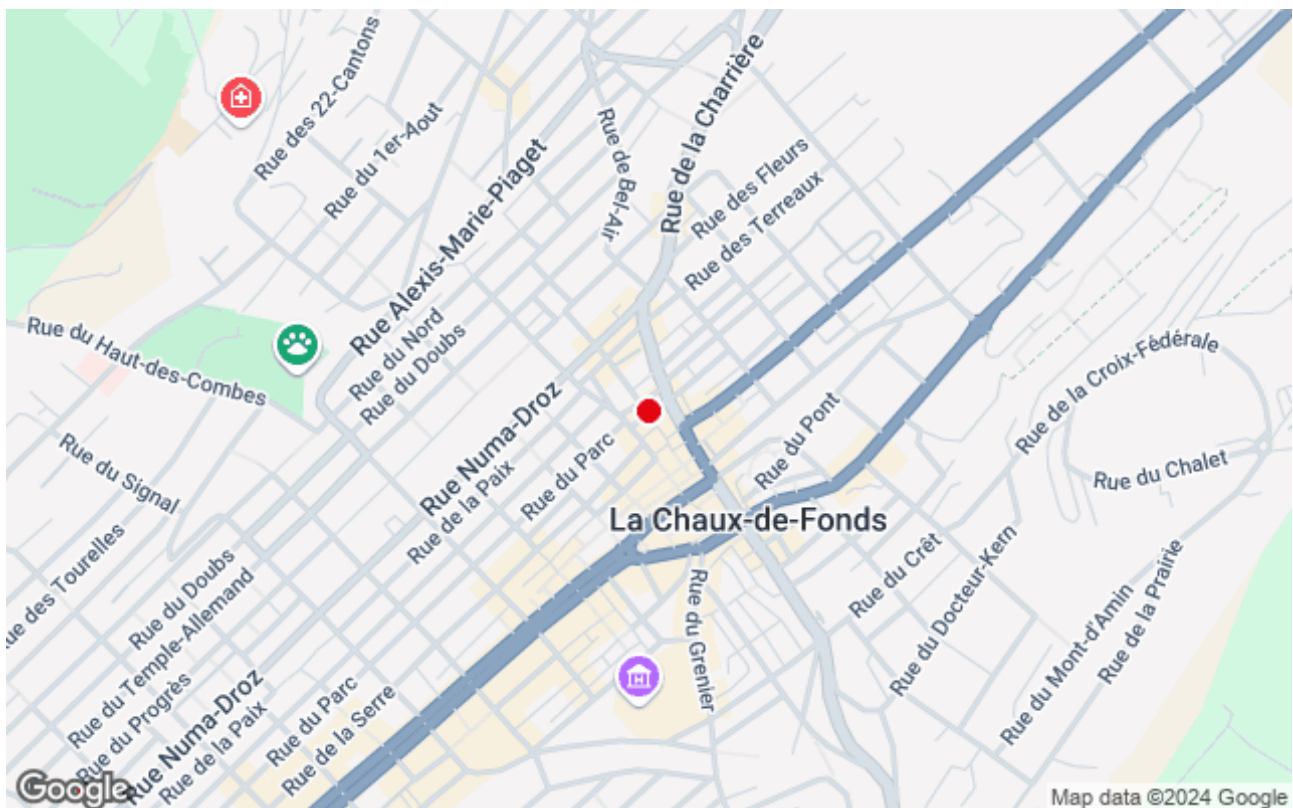 Rue des 22-Cantons
Rue du 1er-Aout
Rue Alexis-Marie-Piaget
Rue de Bel-Air
Rue de la Charrière
Rue des Fleurs
Rue des Terreaux
Rue du Haut-des-Combes
Rue du Nord
Rue du Doubs
Rue de la Croix-Fédérale
Rue du Signal
Rue Numa-Droz
Rue de la Paix
Rue du Parc
Rue du Pont
Rue du Chalet
La Chaux-de-Fonds
Rue des Tourelles
Rue du Doubs
Rue du Temple-Allemand
Rue du Progrès
Rue Numa-Droz
Rue de la Paix
Rue du Parc
Rue de la Serre
Rue du Grenier
Rue du Crêt
Rue du Docteur-Kern
Rue du Mont-d'Amin
Rue de la Prairie
H
Google
Map data ©2024 Google